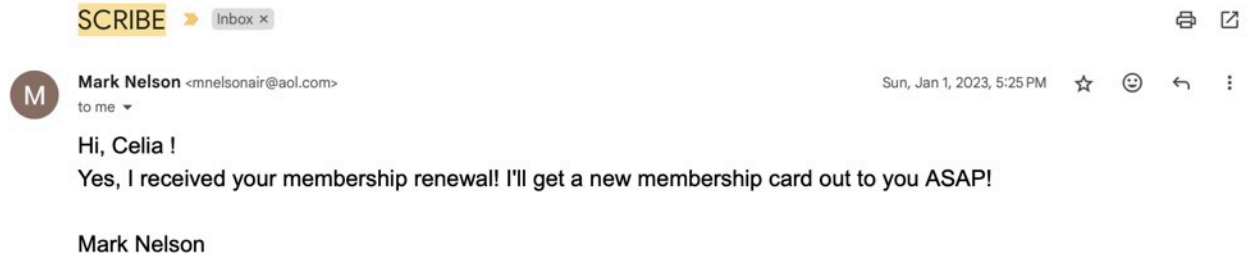 SCRIBE Inbox ×
M
Mark Nelson <mnelsonair@aol.com> Sun, Jan 1, 2023, 5:25 PM
to me
Hi, Celia !
Yes, I received your membership renewal! I'll get a new membership card out to you ASAP!
Mark Nelson